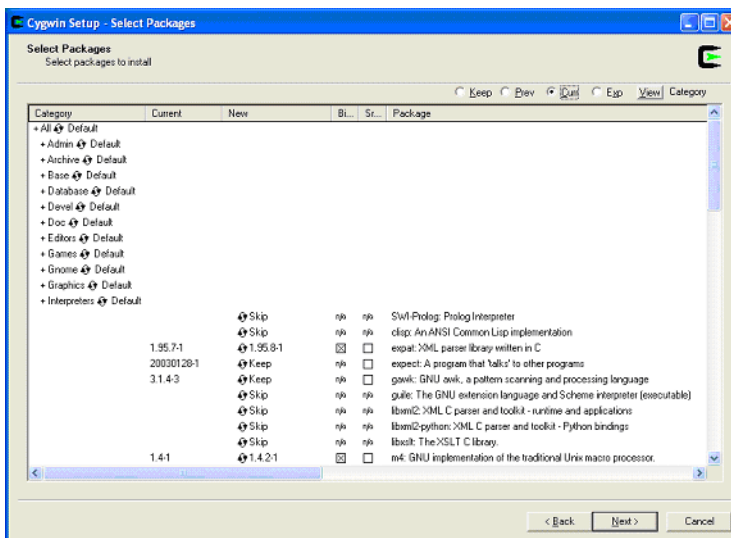 Cygwin Setup - Select Packages
Select Packages
Select packages to install
Keep Prev Curr Exp View Category
Category Current New Bi... Sr... Package
+ All Default
+ Admin Default
+ Archive Default
+ Base Default
+ Database Default
+ Devel Default
+ Doc Default
+ Editors Default
+ Games Default
+ Gnome Default
+ Graphics Default
+ Interpreters Default
Skip n/a n/a SWI-Prolog: Prolog Interpreter
Skip n/a n/a clisp: An ANSI Common Lisp implementation
1.95.7-1 1.95.8-1 expat: XML parser library written in C
20030128-1 Keep n/a expect: A program that 'talks' to other programs
3.1.4-3 Keep n/a gawk: GNU awk, a pattern scanning and processing language
Skip n/a n/a guile: The GNU extension language and Scheme interpreter (executable)
Skip n/a n/a libxml2: XML C parser and toolkit - runtime and applications
Skip n/a n/a libxml2-python: XML C parser and toolkit - Python bindings
Skip n/a n/a libxslt: The XSLT C library.
1.4-1 1.4.2-1 m4: GNU implementation of the traditional Unix macro processor.
< Back Next > Cancel